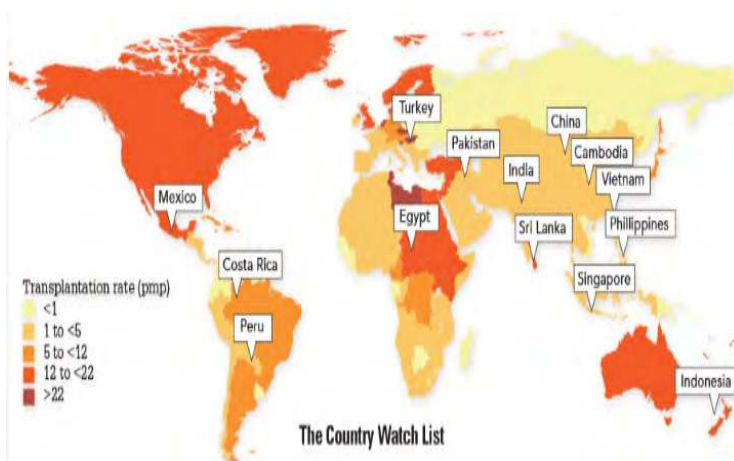 Turkey
China
Pakistan
Cambodia
India
Vietnam
Mexico
Egypt
Sri Lanka
Phillippines
Costa Rica
Singapore
Transplantation rate (pmp)
<1
1 to <5
5 to <12
12 to <22
>22
Peru
Indonesia
The Country Watch List